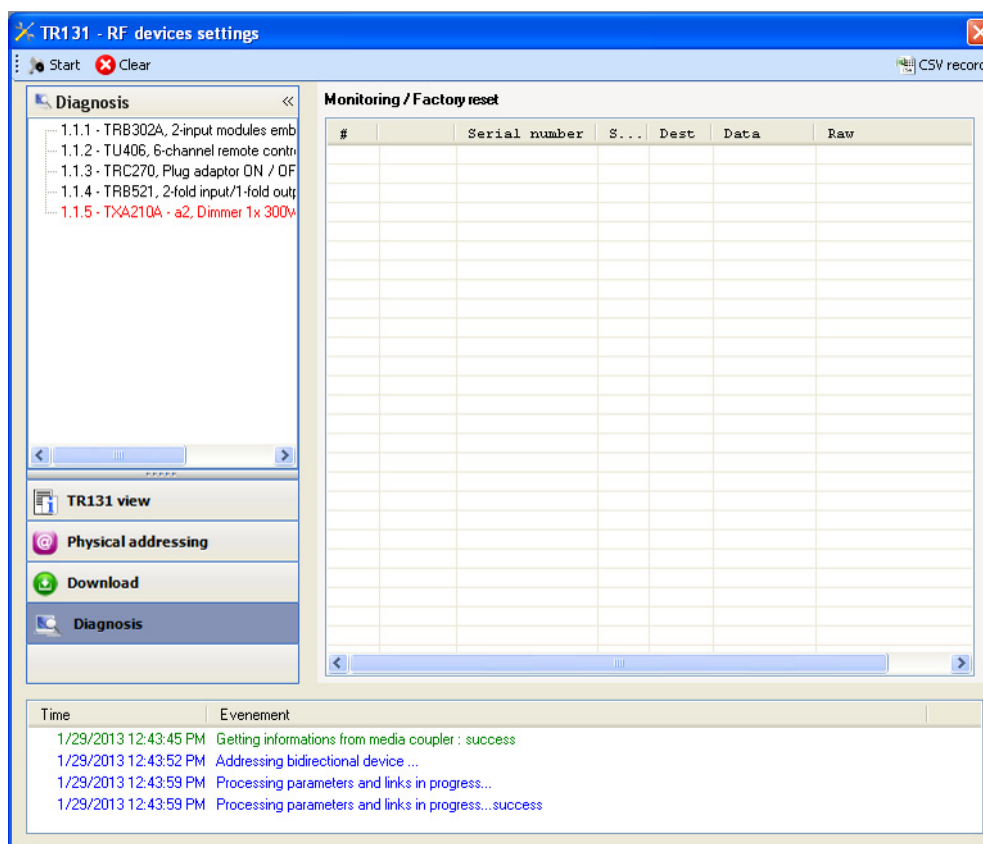 TR131 - RF devices settings
Start Clear CSV record
Diagnosis «
1.1.1 - TRB302A, 2-input modules emb
1.1.2 - TU406, 6-channel remote contr
1.1.3 - TRC270, Plug adaptor ON / OF
1.1.4 - TRB521, 2-fold input/1-fold outp
1.1.5 - TXA210A - a2, Dimmer 1x 300W
TR131 view
Physical addressing
Download
Diagnosis
Monitoring / Factory reset
# Serial number S... Dest Data Raw
Time Evenement
1/29/2013 12:43:45 PM Getting informations from media coupler : success
1/29/2013 12:43:52 PM Addressing bidirectional device ...
1/29/2013 12:43:59 PM Processing parameters and links in progress...
1/29/2013 12:43:59 PM Processing parameters and links in progress...success